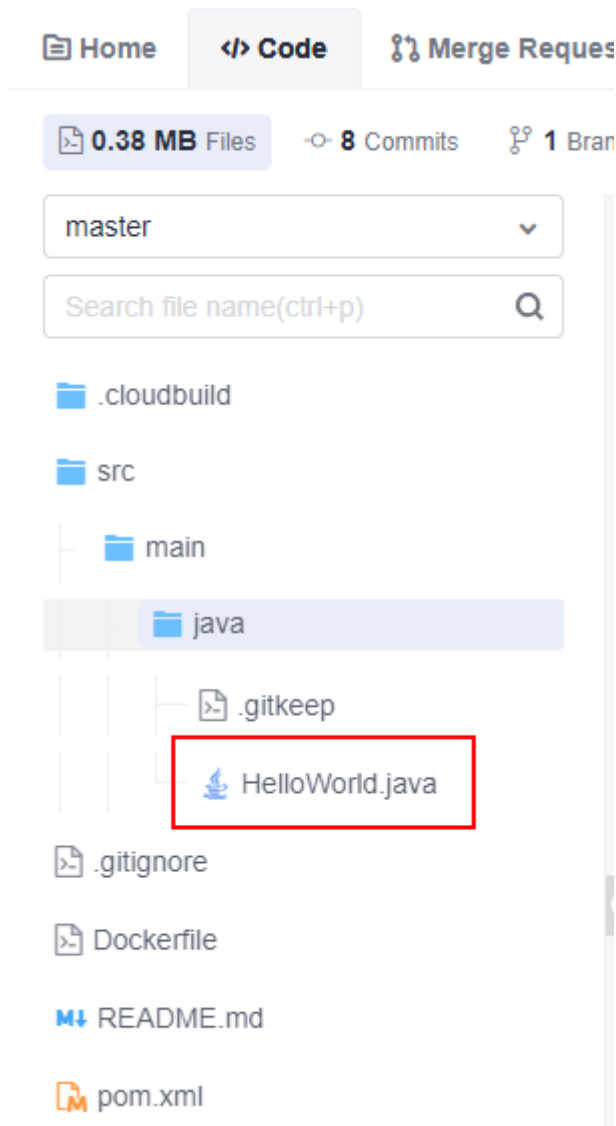 Home </> Code Merge Reques
0.38 MB Files 8 Commits 1 Bran
master
Search file name(ctrl+p)
.cloudbuild
src
main
java
.gitkeep
HelloWorld.java
.gitignore
Dockerfile
M↓ README.md
pom.xml